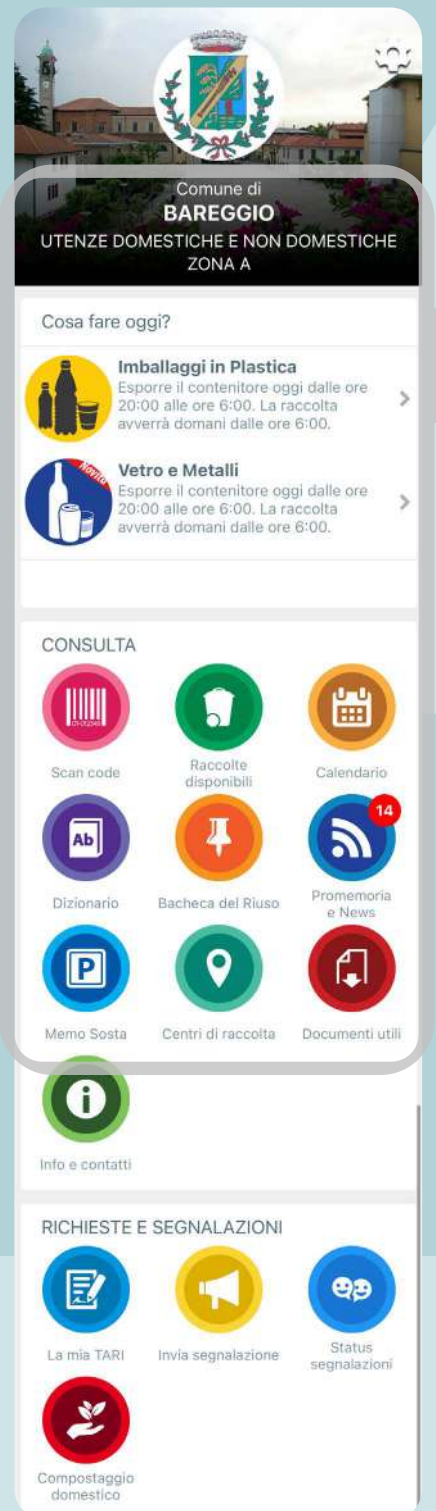 Comune di
BAREGGIO
UTENZE DOMESTICHE E NON DOMESTICHE
ZONA A
Cosa fare oggi?
Imballaggi in Plastica
Esporre il contenitore oggi dalle ore
20:00 alle ore 6:00. La raccolta
avverrà domani dalle ore 6:00.
Novità
Vetro e Metalli
Esporre il contenitore oggi dalle ore
20:00 alle ore 6:00. La raccolta
avverrà domani dalle ore 6:00.
CONSULTA
Scan code
Raccolte
disponibili
Calendario
Ab
14
Dizionario
Bacheca del Riuso
Promemoria
e News
P
Memo Sosta
Centri di raccolta
Documenti utili
i
Info e contatti
RICHIESTE E SEGNALAZIONI
La mia TARI
Invia segnalazione
Status
segnalazioni
Compostaggio
domestico